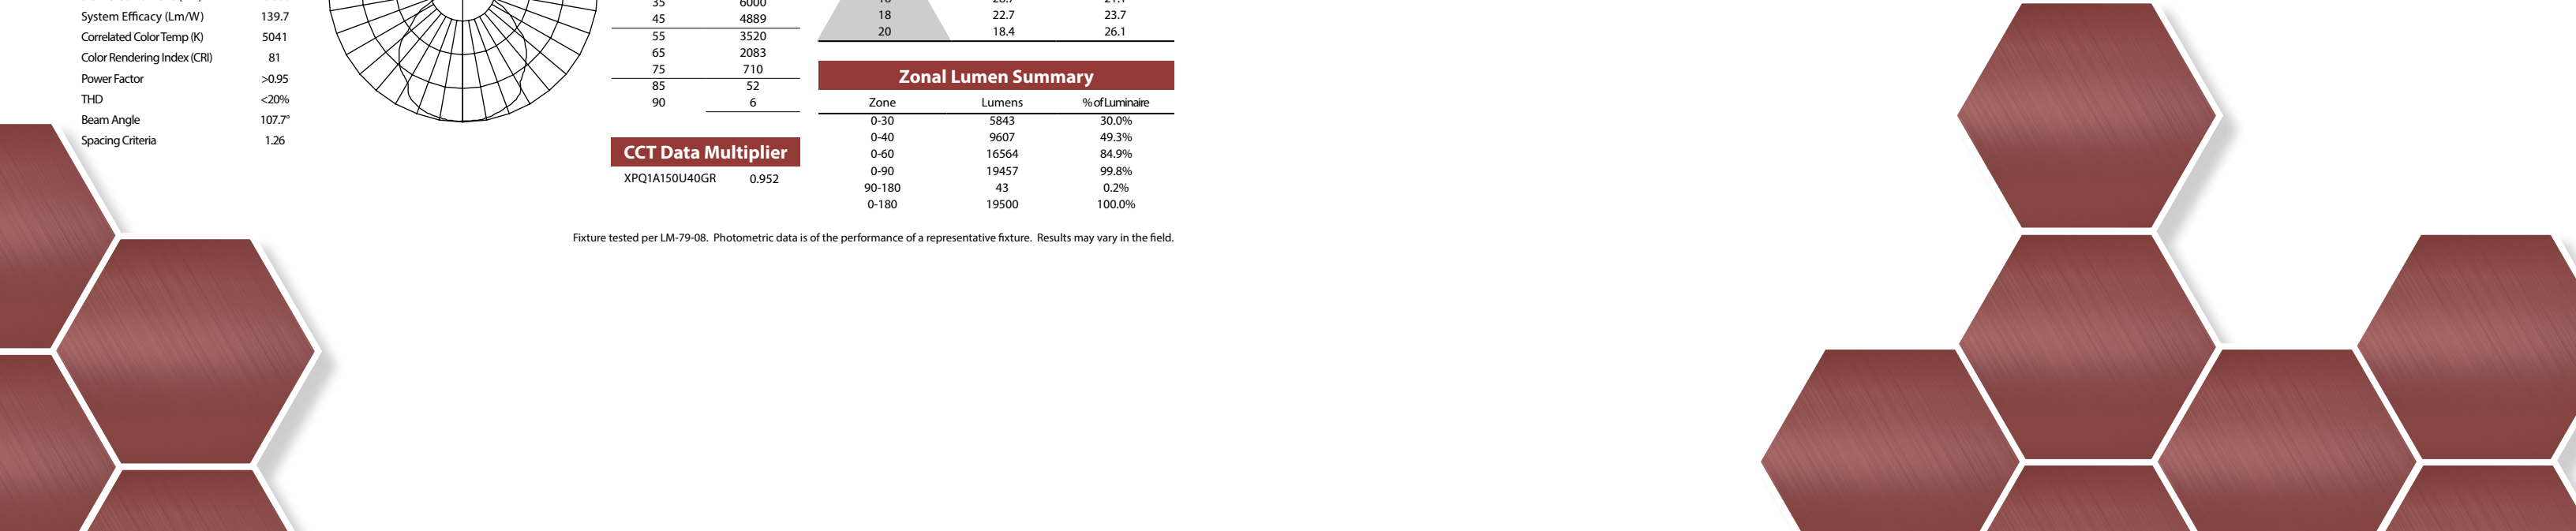 System Efficacy (Lm/W) 139.7
Correlated Color Temp (K) 5041
Color Rendering Index (CRI) 81
Power Factor >0.95
THD <20%
Beam Angle 107.7°
Spacing Criteria 1.26
35 6000
45 4889
55 3520
65 2083
75 710
85 52
90 6
CCT Data Multiplier
XPQ1A150U40GR 0.952
18 22.7 23.7
20 18.4 26.1
Zonal Lumen Summary
Zone Lumens % of Luminaire
0-30 5843 30.0%
0-40 9607 49.3%
0-60 16564 84.9%
0-90 19457 99.8%
90-180 43 0.2%
0-180 19500 100.0%
Fixture tested per LM-79-08. Photometric data is of the performance of a representative fixture. Results may vary in the field.